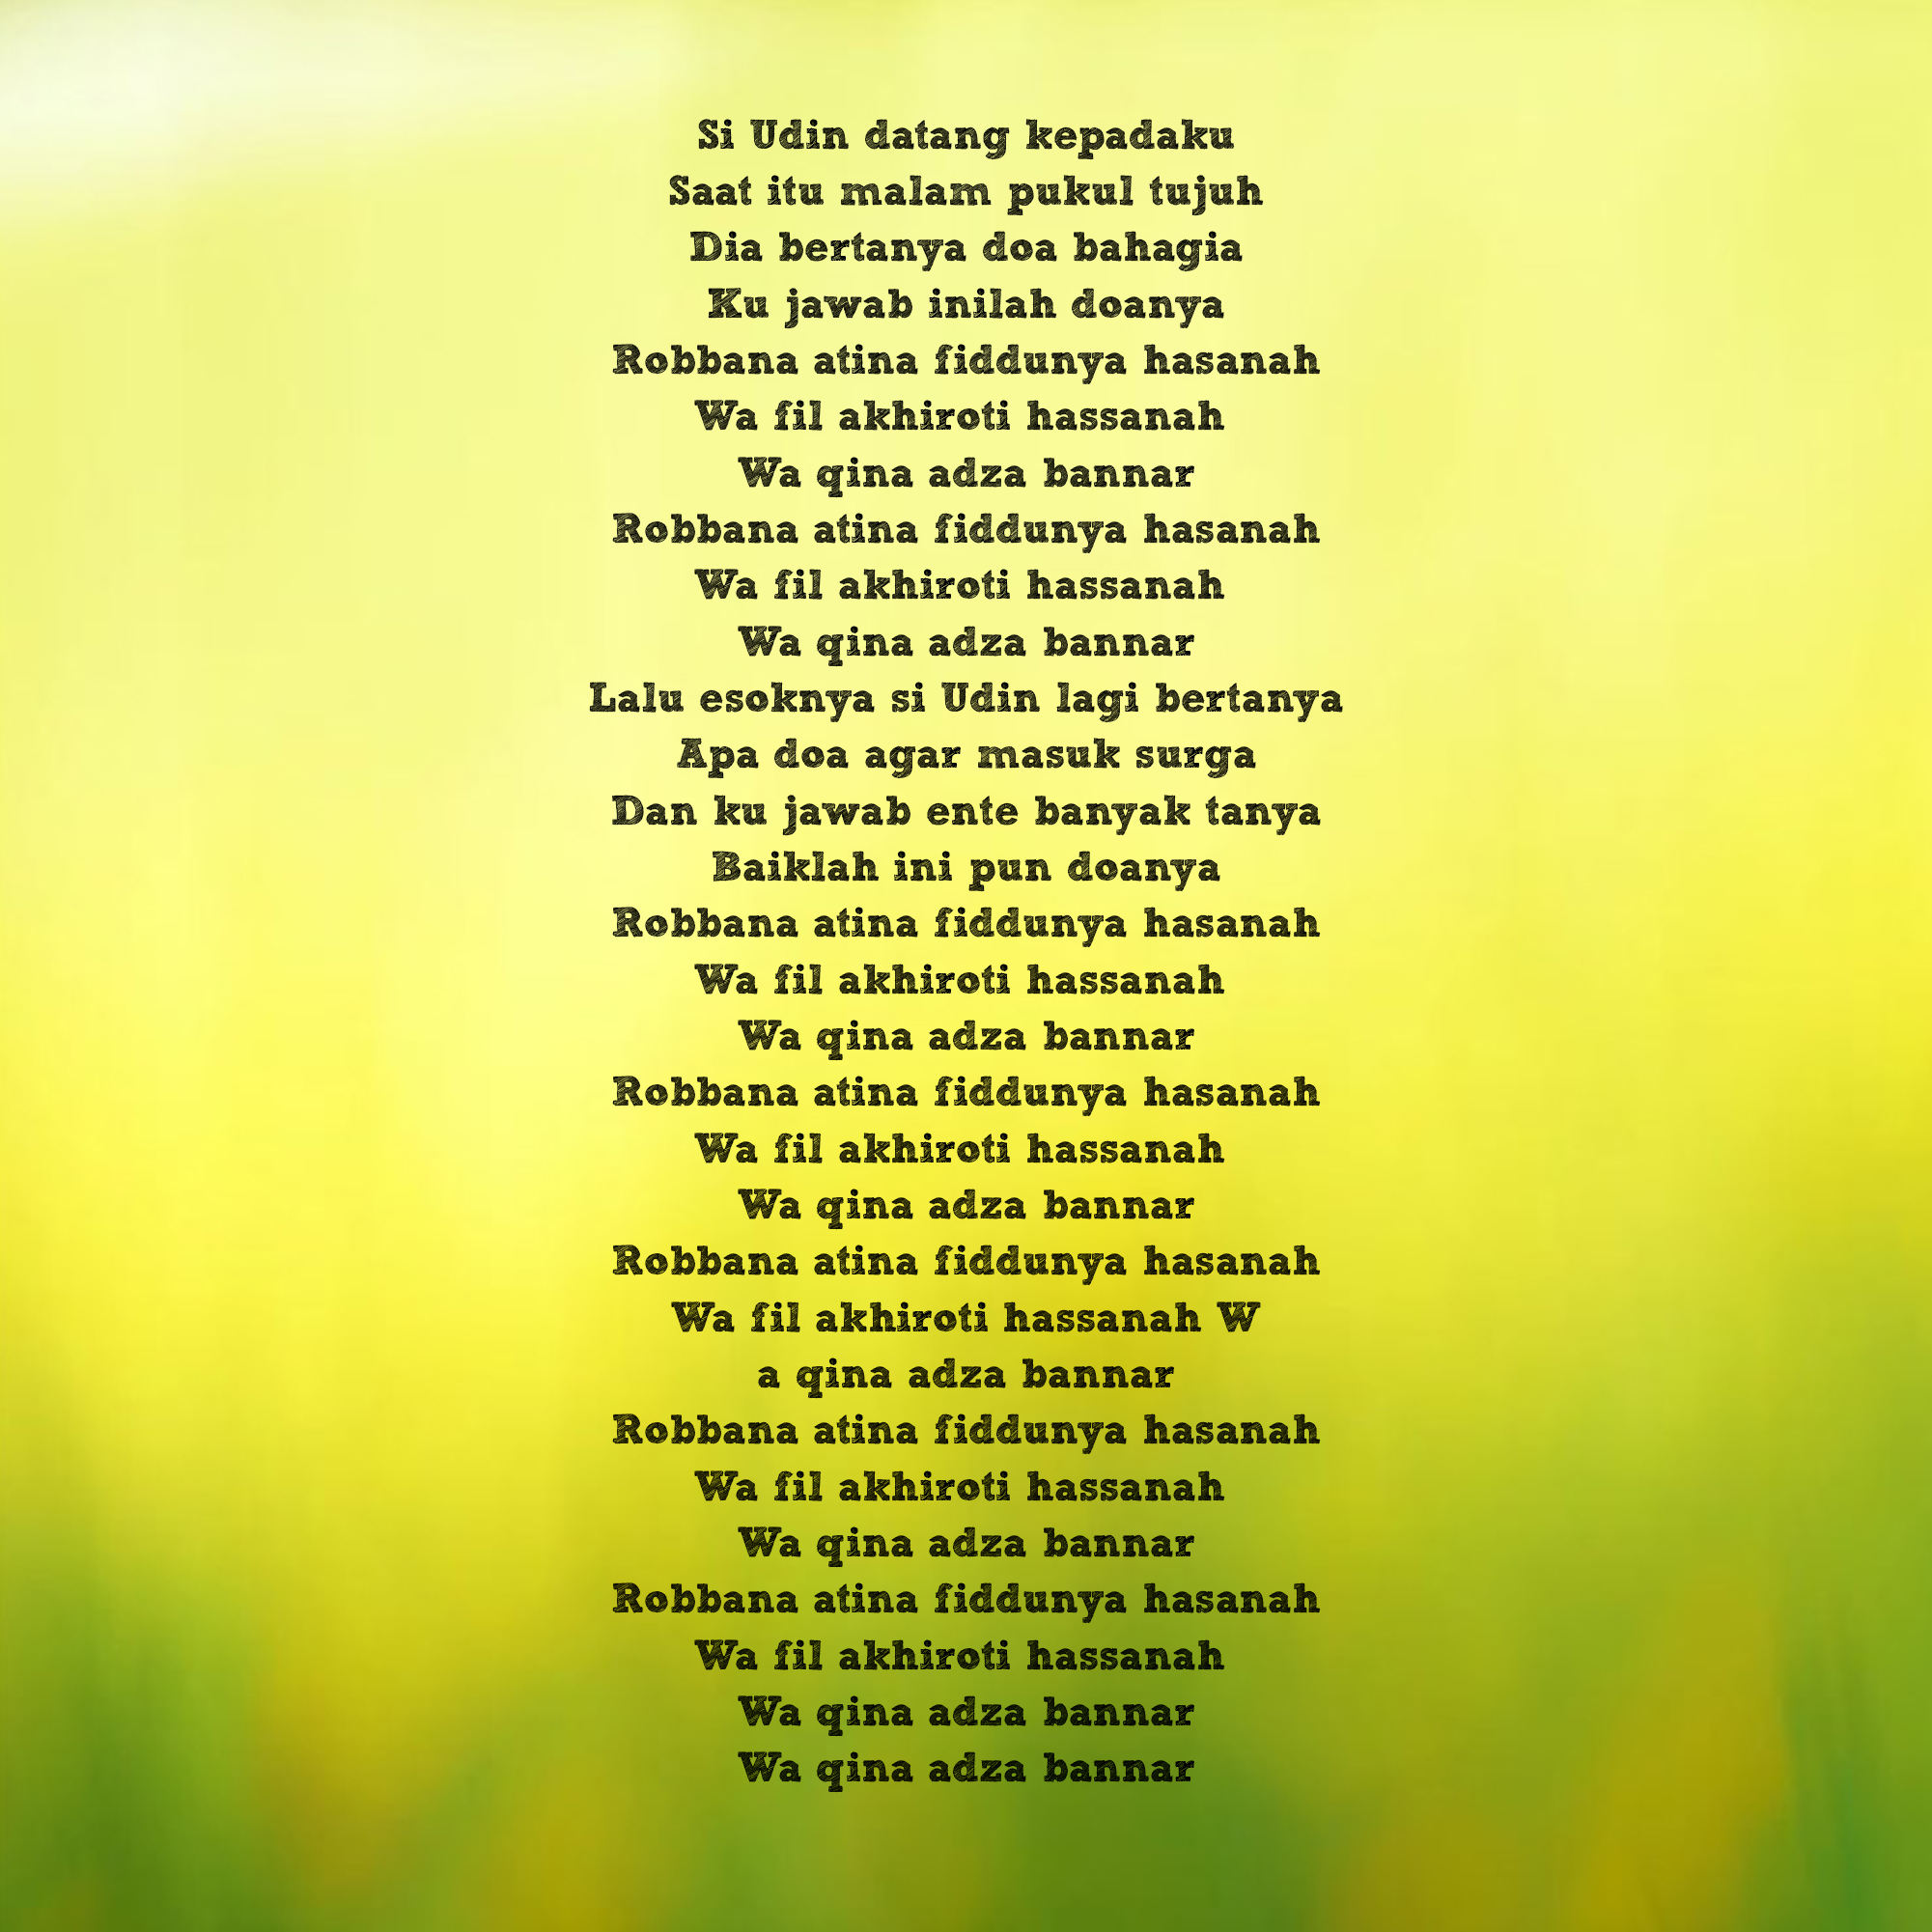 Si Udin datang kepadaku
Saat itu malam pukul tujuh
Dia bertanya doa bahagia
Ku jawab inilah doanya
Robbana atina fiddunya hasanah
Wa fil akhiroti hassanah
Wa qina adza bannar
Robbana atina fiddunya hasanah
Wa fil akhiroti hassanah
Wa qina adza bannar
Lalu esoknya si Udin lagi bertanya
Apa doa agar masuk surga
Dan ku jawab ente banyak tanya
Baiklah ini pun doanya
Robbana atina fiddunya hasanah
Wa fil akhiroti hassanah
Wa qina adza bannar
Robbana atina fiddunya hasanah
Wa fil akhiroti hassanah
Wa qina adza bannar
Robbana atina fiddunya hasanah
Wa fil akhiroti hassanah W
a qina adza bannar
Robbana atina fiddunya hasanah
Wa fil akhiroti hassanah
Wa qina adza bannar
Robbana atina fiddunya hasanah
Wa fil akhiroti hassanah
Wa qina adza bannar
Wa qina adza bannar